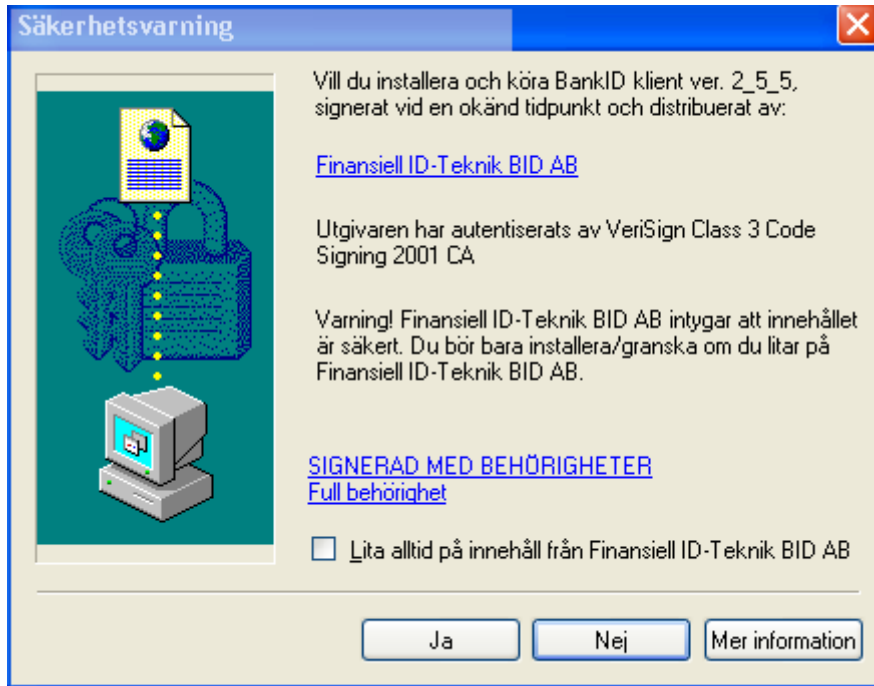 Säkerhetsvarning
Vill du installera och köra BankID klient ver. 2_5_5,
signerat vid en okänd tidpunkt och distribuerat av:
Finansiell ID-Teknik BID AB
Utgivaren har autentiserats av VeriSign Class 3 Code
Signing 2001 CA
Varning! Finansiell ID-Teknik BID AB intygar att innehållet
är säkert. Du bör bara installera/granska om du litar på
Finansiell ID-Teknik BID AB.
SIGNERAD MED BEHÖRIGHETER
Full behörighet
Lita alltid på innehåll från Finansiell ID-Teknik BID AB
Ja
Nej
Mer information